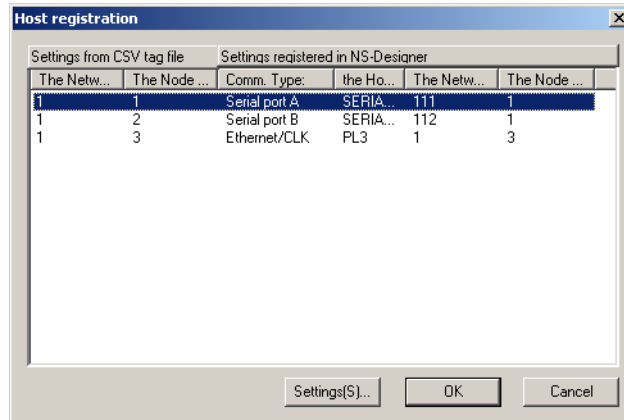 Host registration
Settings from CSV tag file Settings registered in NS-Designer
The Netw... The Node ... Comm. Type: the Ho... The Netw... The Node ...
1 1 Serial port A SERIA... 111 1
1 2 Serial port B SERIA... 112 1
1 3 Ethernet/CLK PL3 1 3
Settings(S)... OK Cancel